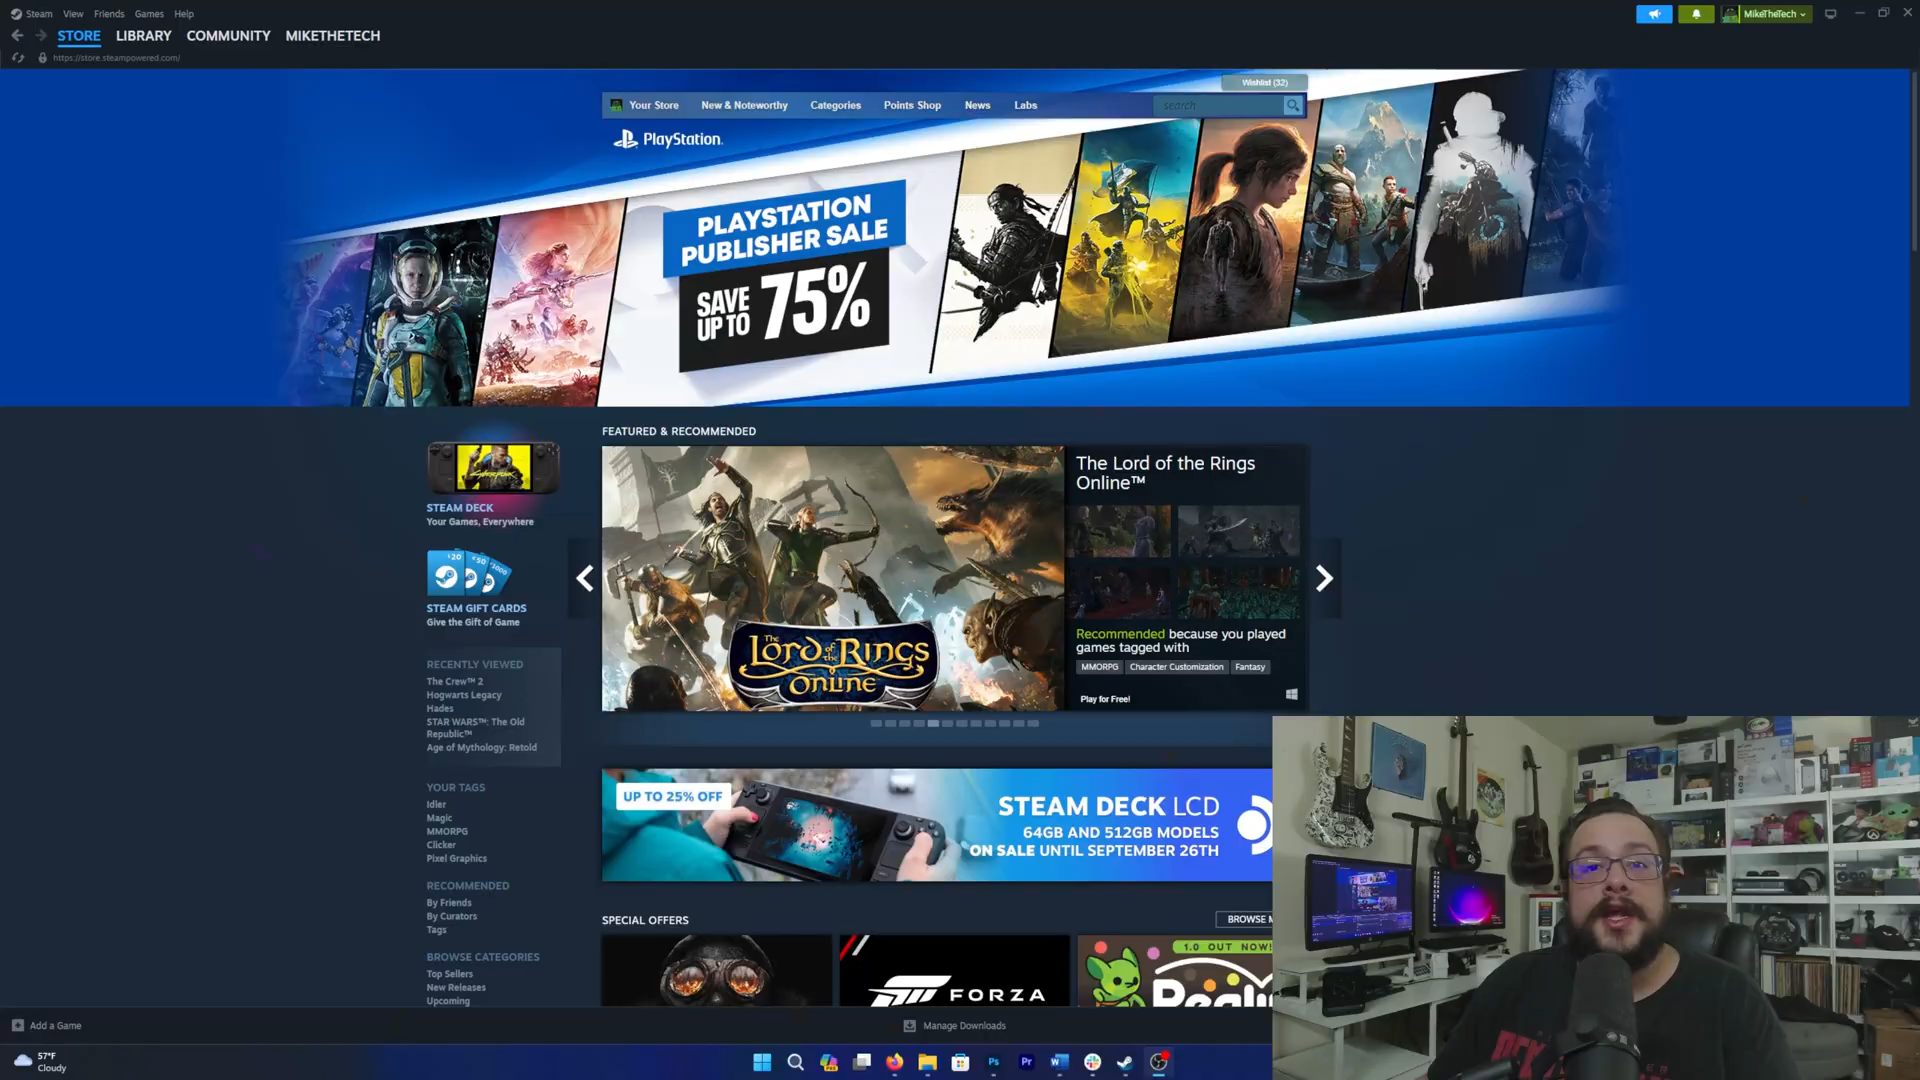 Steam View Friends Games Help
MikeTheTech
STORE LIBRARY COMMUNITY MIKETHETECH
https://store.steampowered.com/
Wishlist (32)
Your Store New & Noteworthy Categories Points Shop News Labs search
PlayStation.
PLAYSTATION
PUBLISHER SALE
SAVE
UP TO 75%
FEATURED & RECOMMENDED
The Lord of the Rings
Online™
The
Lord of the Rings
Online
Recommended because you played
games tagged with
MMORPG Character Customization Fantasy
Play for Free!
STEAM DECK
Your Games, Everywhere
$20 $50
STEAM GIFT CARDS
Give the Gift of Game
RECENTLY VIEWED
The Crew™ 2
Hogwarts Legacy
Hades
STAR WARS™: The Old
Republic™
Age of Mythology: Retold
YOUR TAGS
Idler
Magic
MMORPG
Clicker
Pixel Graphics
RECOMMENDED
By Friends
By Curators
Tags
BROWSE CATEGORIES
Top Sellers
New Releases
Upcoming
UP TO 25% OFF
STEAM DECK LCD
64GB AND 512GB MODELS
ON SALE UNTIL SEPTEMBER 26TH
SPECIAL OFFERS
BROWSE M
FORZA
1.0 OUT NOW!
Add a Game
Manage Downloads
57°F
Cloudy
Ps Pr W